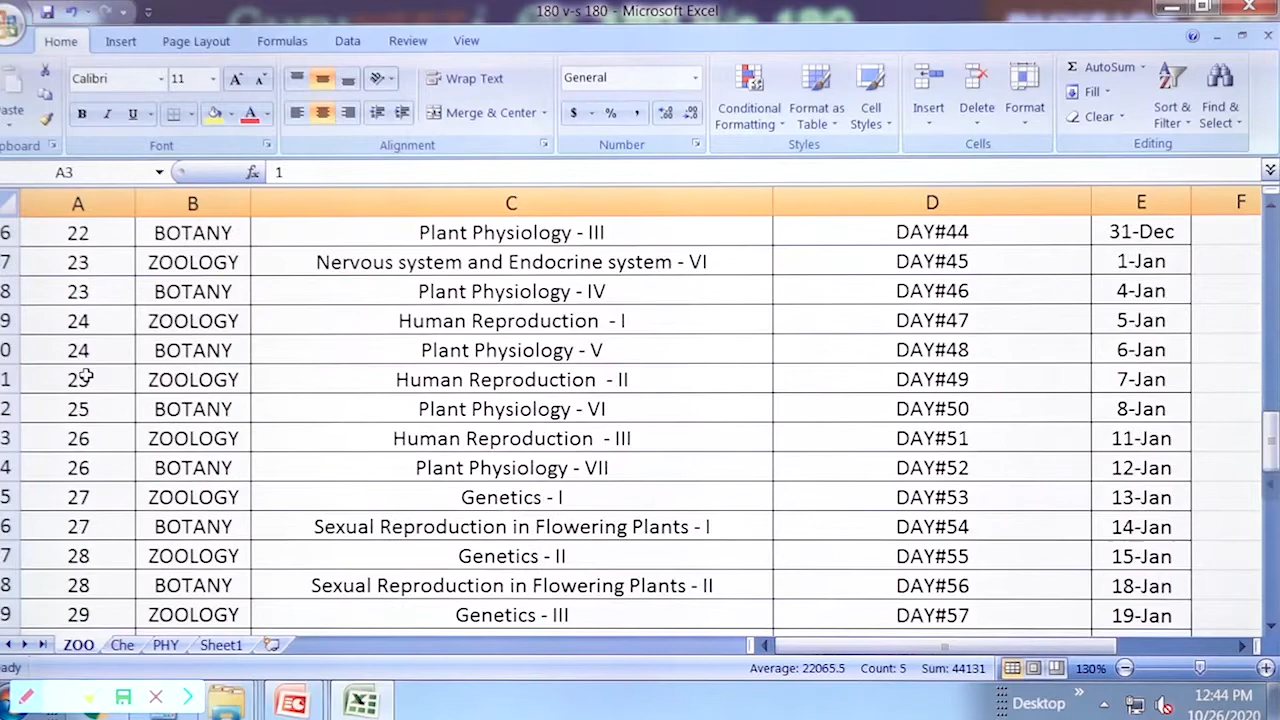 180 v-s 180 - Microsoft Excel
Home Insert Page Layout Formulas Data Review View
Calibri 11 A A Wrap Text General AutoSum
B I U Merge & Center $ % , Conditional Formatting Format as Table Cell Styles Insert Delete Format Fill Clear Sort & Filter Find & Select
Font Alignment Number Styles Cells Editing
A3 fx 1
A B C D E F
22 BOTANY Plant Physiology - III DAY#44 31-Dec
23 ZOOLOGY Nervous system and Endocrine system - VI DAY#45 1-Jan
23 BOTANY Plant Physiology - IV DAY#46 4-Jan
24 ZOOLOGY Human Reproduction - I DAY#47 5-Jan
24 BOTANY Plant Physiology - V DAY#48 6-Jan
25 ZOOLOGY Human Reproduction - II DAY#49 7-Jan
25 BOTANY Plant Physiology - VI DAY#50 8-Jan
26 ZOOLOGY Human Reproduction - III DAY#51 11-Jan
26 BOTANY Plant Physiology - VII DAY#52 12-Jan
27 ZOOLOGY Genetics - I DAY#53 13-Jan
27 BOTANY Sexual Reproduction in Flowering Plants - I DAY#54 14-Jan
28 ZOOLOGY Genetics - II DAY#55 15-Jan
28 BOTANY Sexual Reproduction in Flowering Plants - II DAY#56 18-Jan
29 ZOOLOGY Genetics - III DAY#57 19-Jan
ZOO Che PHY Sheet1
Average: 22065.5 Count: 5 Sum: 44131 130%
Desktop 12:44 PM
10/26/2020